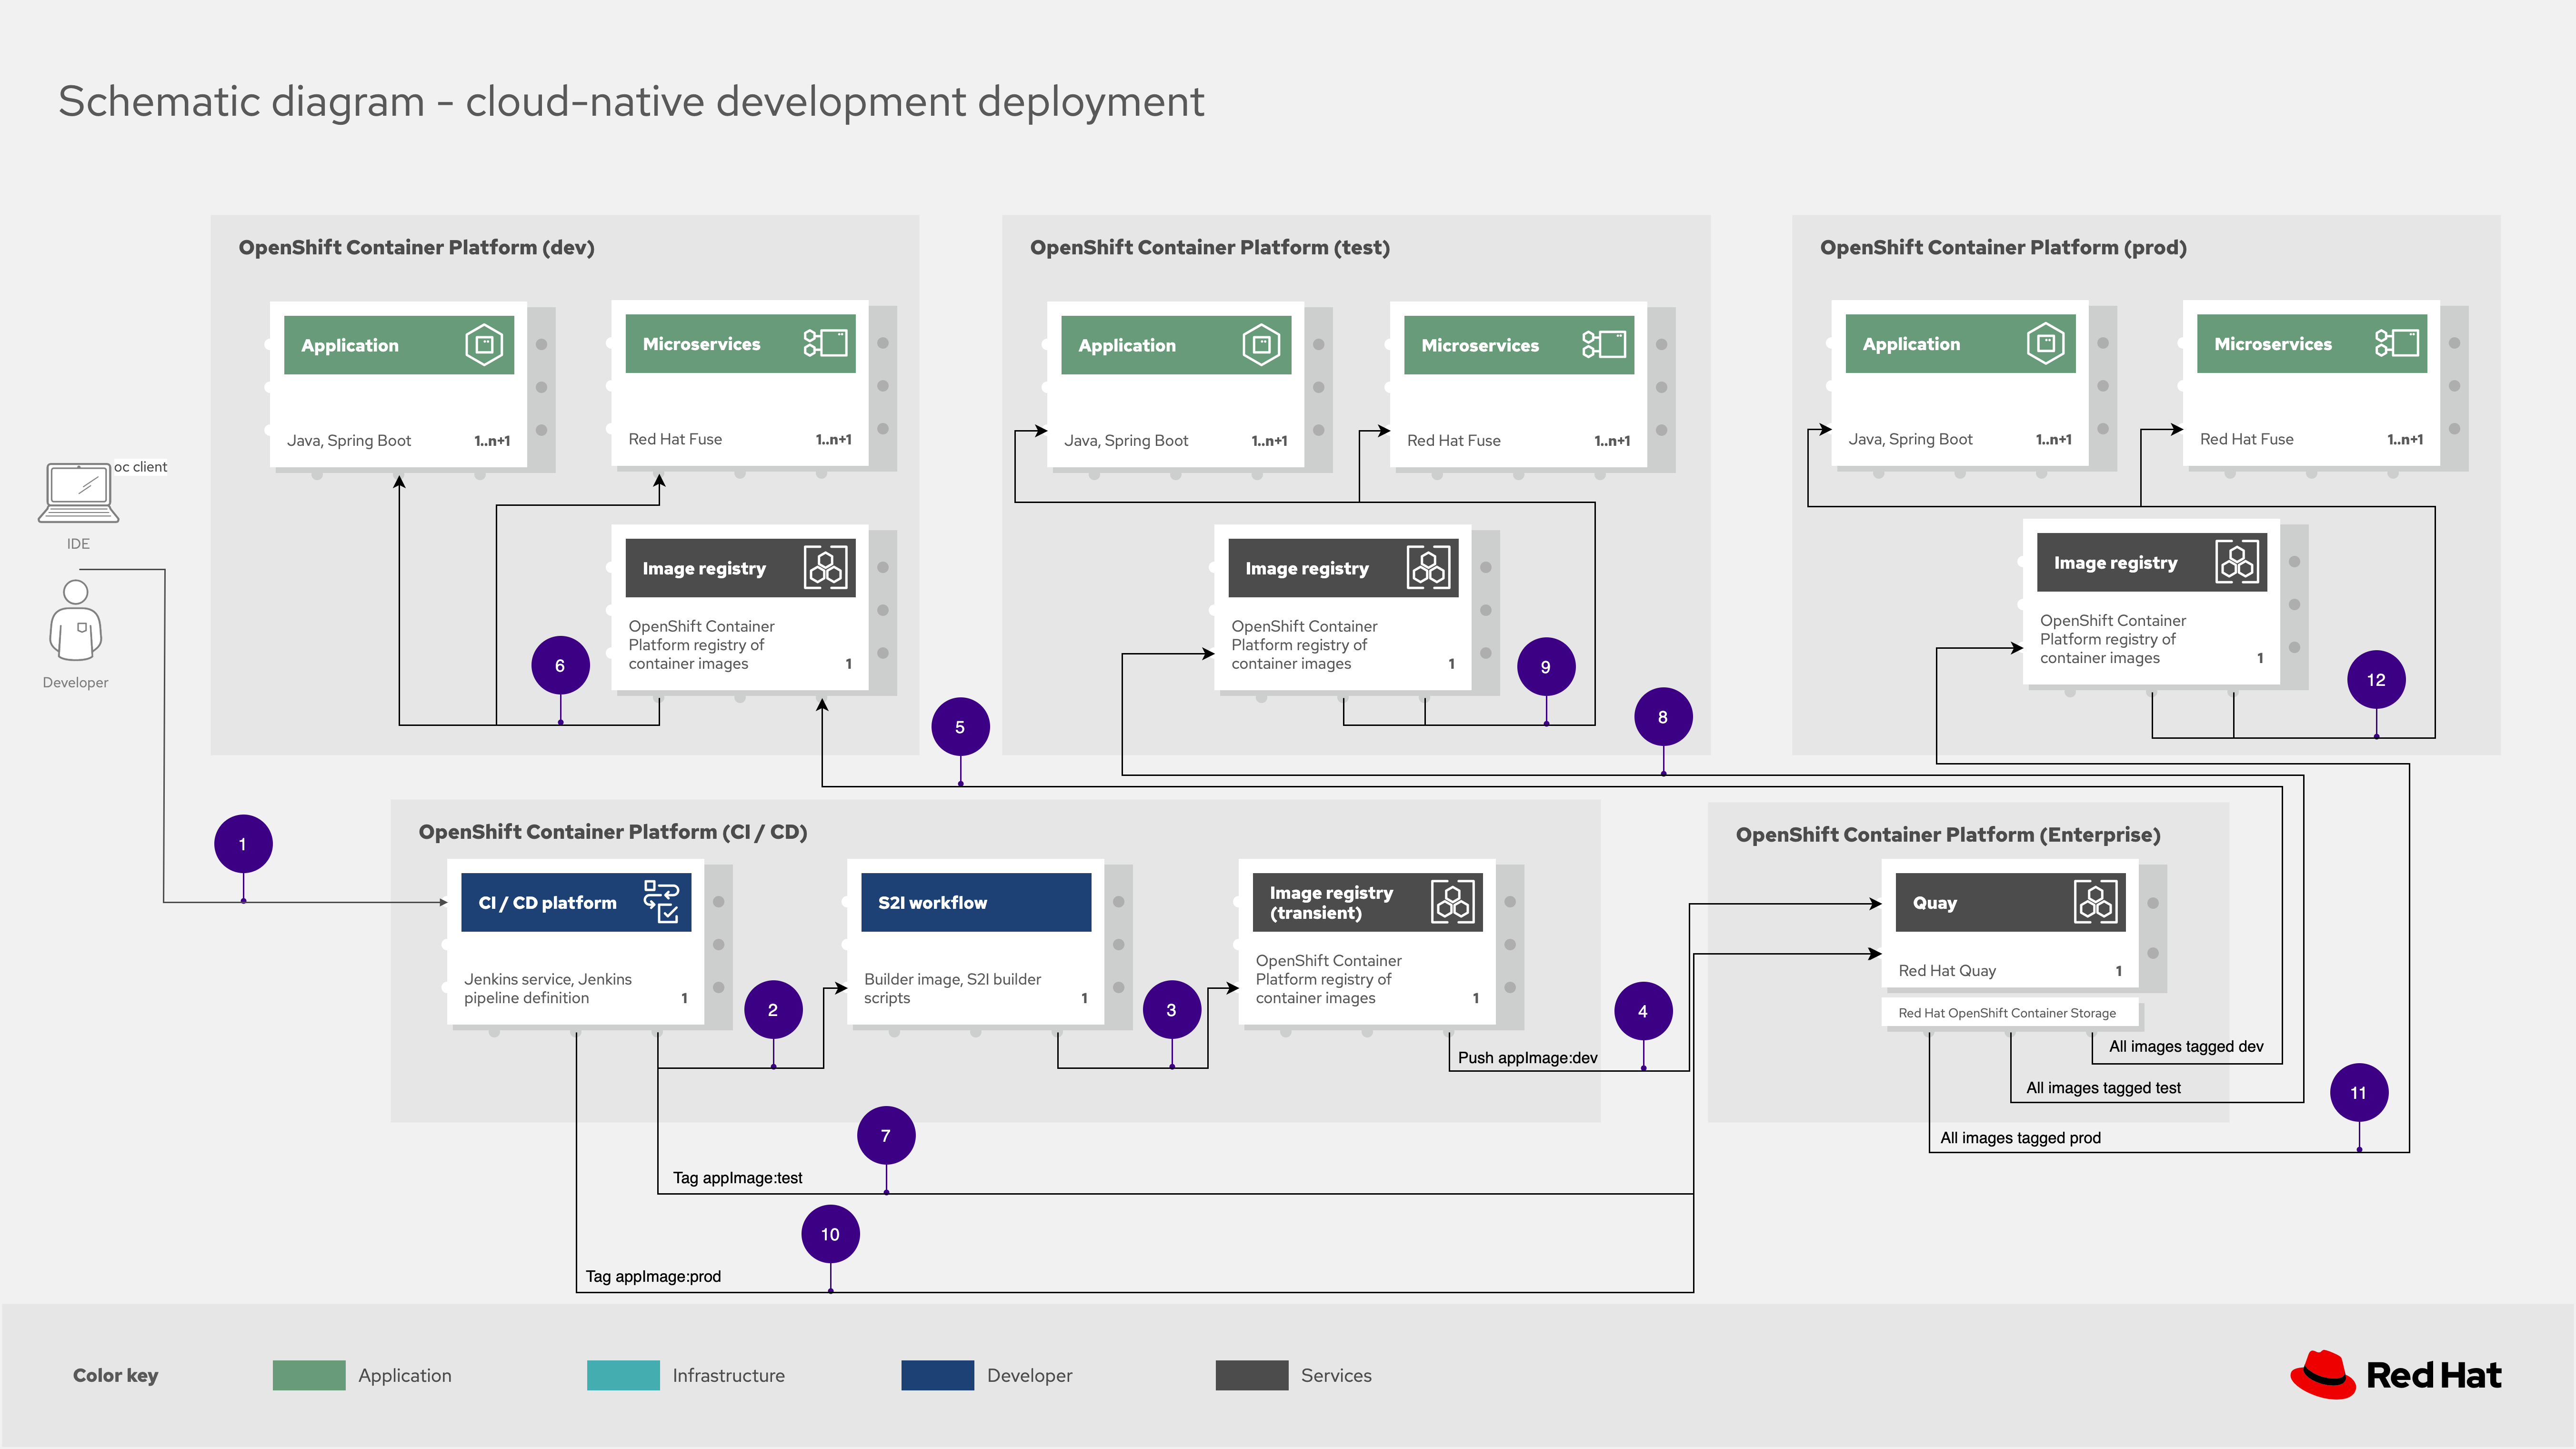 Schematic diagram - cloud-native development deployment
OpenShift Container Platform (dev)
Application
Java, Spring Boot
1..n+1
Microservices
Red Hat Fuse
1..n+1
Image registry
OpenShift Container
Platform registry of
container images
1
6
OpenShift Container Platform (test)
Application
Java, Spring Boot
1..n+1
Microservices
Red Hat Fuse
1..n+1
Image registry
OpenShift Container
Platform registry of
container images
1
9
OpenShift Container Platform (prod)
Application
Java, Spring Boot
1..n+1
Microservices
Red Hat Fuse
1..n+1
Image registry
OpenShift Container
Platform registry of
container images
1
12
oc client
IDE
Developer
5
8
1
OpenShift Container Platform (CI / CD)
CI / CD platform
Jenkins service, Jenkins
pipeline definition
1
2
S2I workflow
Builder image, S2I builder
scripts
1
3
Image registry
(transient)
OpenShift Container
Platform registry of
container images
1
4
Push appImage:dev
OpenShift Container Platform (Enterprise)
Quay
Red Hat Quay
1
Red Hat OpenShift Container Storage
All images tagged dev
All images tagged test
All images tagged prod
11
7
Tag appImage:test
10
Tag appImage:prod
Color key
Application
Infrastructure
Developer
Services
Red Hat